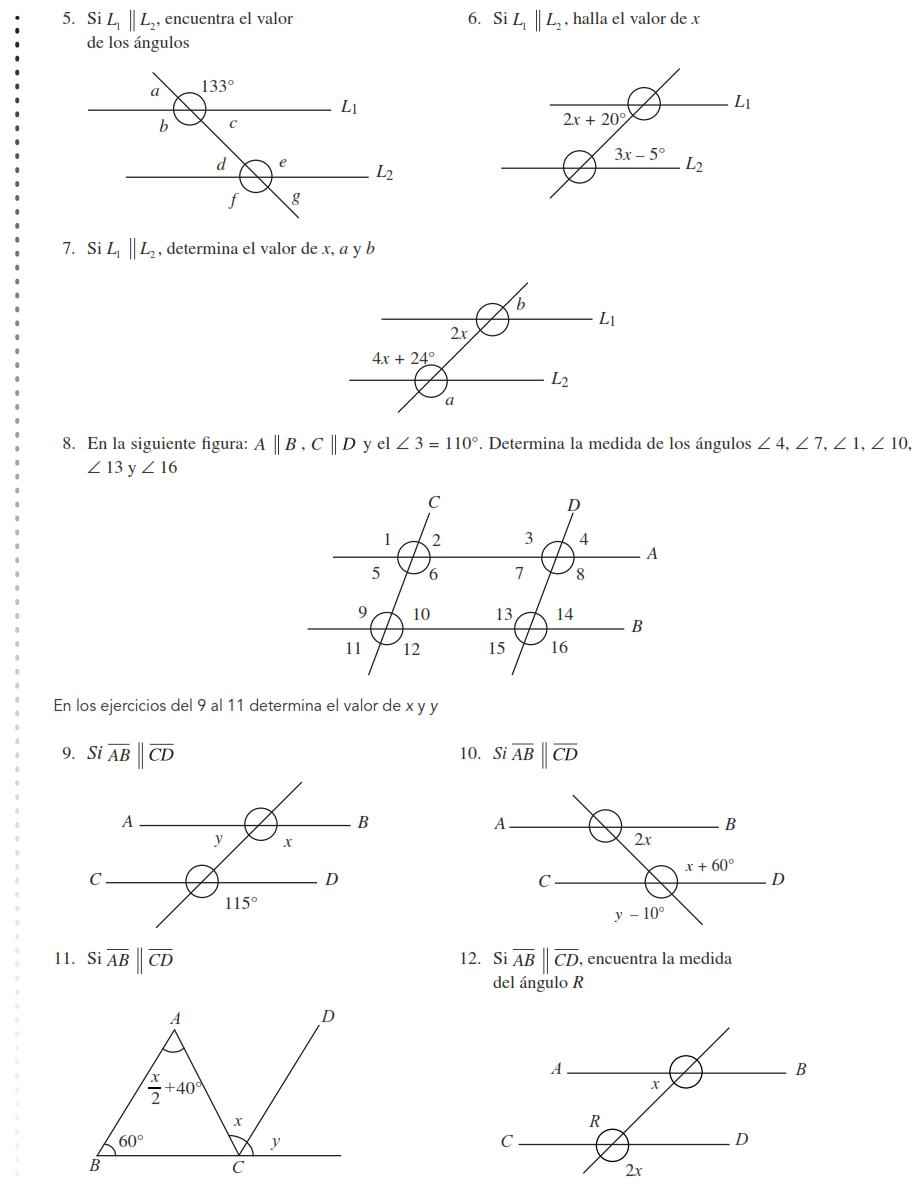 5. Si L₁ || L₂, encuentra el valor
de los ángulos
a 133°
L₁
b c
d e
L₂
f g
6. Si L₁ || L₂, halla el valor de x
L₁
2x + 20°
3x – 5°
L₂
7. Si L₁ || L₂, determina el valor de x, a y b
b
L₁
2x
4x + 24°
L₂
a
8. En la siguiente figura: A || B , C || D y el ∠ 3 = 110°. Determina la medida de los ángulos ∠ 4, ∠ 7, ∠ 1, ∠ 10,
∠ 13 y ∠ 16
C D
1 2 3 4
A
5 6 7 8
9 10 13 14
B
11 12 15 16
En los ejercicios del 9 al 11 determina el valor de x y y
9. Si AB || CD
A B
y x
C D
115°
10. Si AB || CD
A B
2x
x + 60°
C D
y – 10°
11. Si AB || CD
A D
x/2 +40°
x
60° y
B C
12. Si AB || CD, encuentra la medida
del ángulo R
A B
x
R
C D
2x